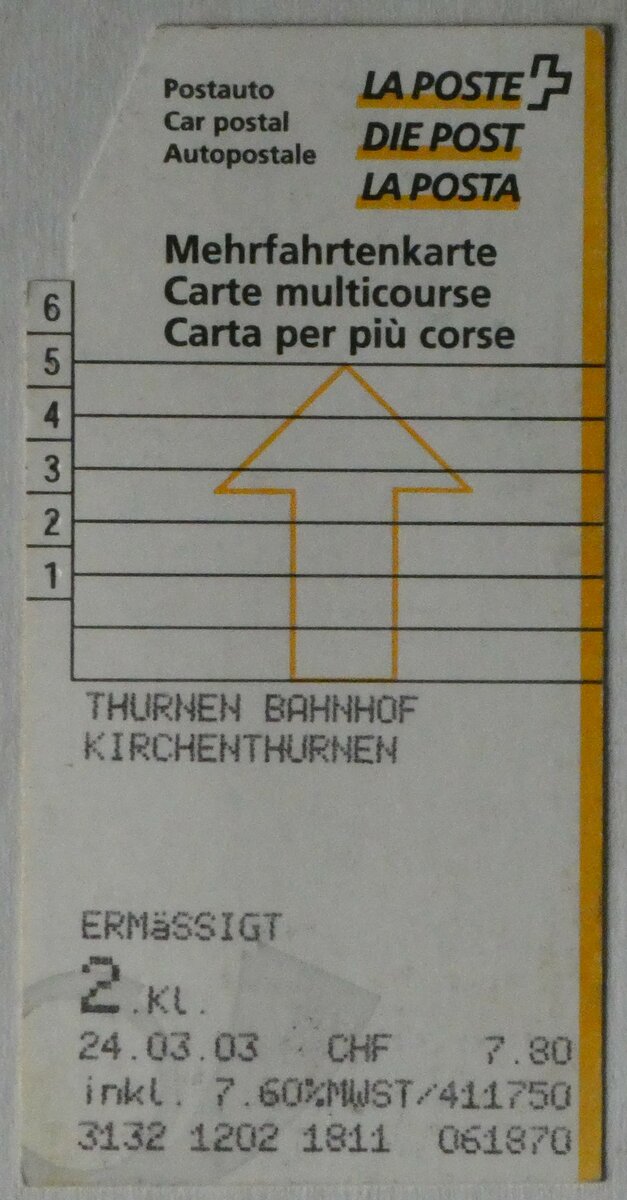 Postauto
Car postal
Autopostale
LA POSTE
DIE POST
LA POSTA
Mehrfahrtenkarte
Carte multicourse
Carta per più corse
6
5
4
3
2
1
THURNEN BAHNHOF
KIRCHENTHURNEN
ERMäSSIGT
2.Kl.
24.03.03 CHF 7.80
inkl. 7.60%MWST/411750
3132 1202 1811 061870